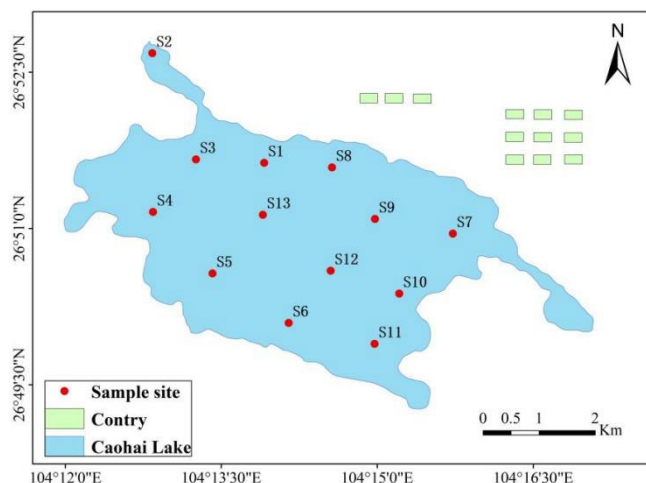 S2
N
26°52'30"N
S3
S1
S8
S4
S13
S9
S7
26°51'0"N
S5
S12
S10
S6
S11
26°49'30"N
Sample site
Contry
Caohai Lake
0 0.5 1 2
Km
104°12'0"E 104°13'30"E 104°15'0"E 104°16'30"E